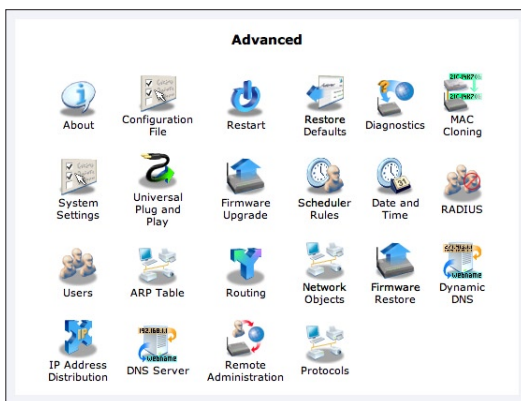 Advanced
About
Configuration
File
Restart
Restore
Defaults
Diagnostics
MAC
Cloning
System
Settings
Universal
Plug and
Play
Firmware
Upgrade
Scheduler
Rules
Date and
Time
RADIUS
Users
ARP Table
Routing
Network
Objects
Firmware
Restore
Dynamic
DNS
IP Address
Distribution
DNS Server
Remote
Administration
Protocols